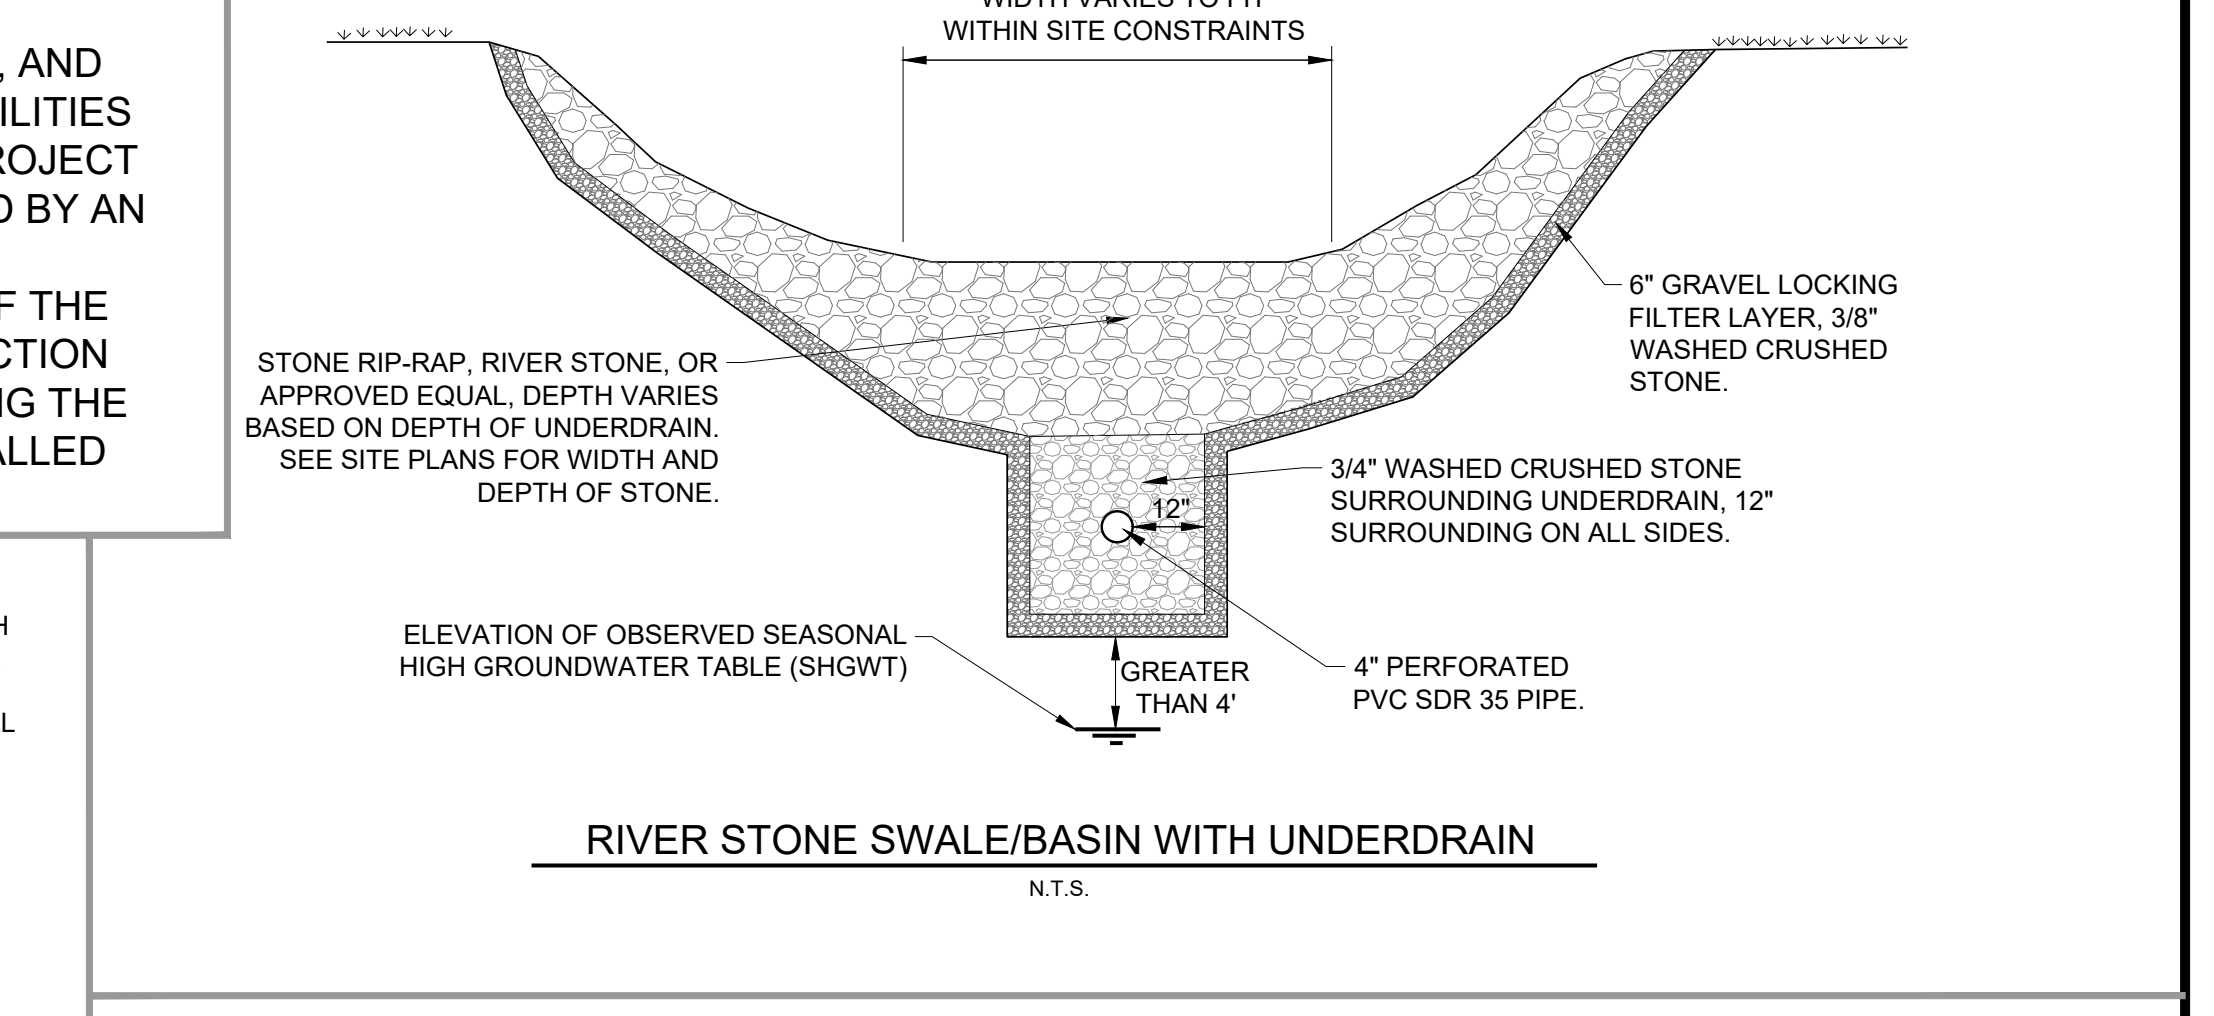 , AND
ILITIES
ROJECT
D BY AN
F THE
CTION
NG THE
ALLED
H
L
WIDTH VARIES TO FIT
WITHIN SITE CONSTRAINTS
6" GRAVEL LOCKING
FILTER LAYER, 3/8"
WASHED CRUSHED
STONE.
STONE RIP-RAP, RIVER STONE, OR
APPROVED EQUAL, DEPTH VARIES
BASED ON DEPTH OF UNDERDRAIN.
SEE SITE PLANS FOR WIDTH AND
DEPTH OF STONE.
3/4" WASHED CRUSHED STONE
SURROUNDING UNDERDRAIN, 12"
SURROUNDING ON ALL SIDES.
12"
ELEVATION OF OBSERVED SEASONAL
HIGH GROUNDWATER TABLE (SHGWT)
GREATER
THAN 4'
4" PERFORATED
PVC SDR 35 PIPE.
RIVER STONE SWALE/BASIN WITH UNDERDRAIN
N.T.S.